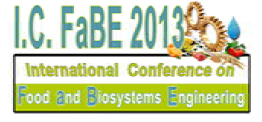 I.C. FaBE 2013
International Conference on
Food and Biosystems Engineering